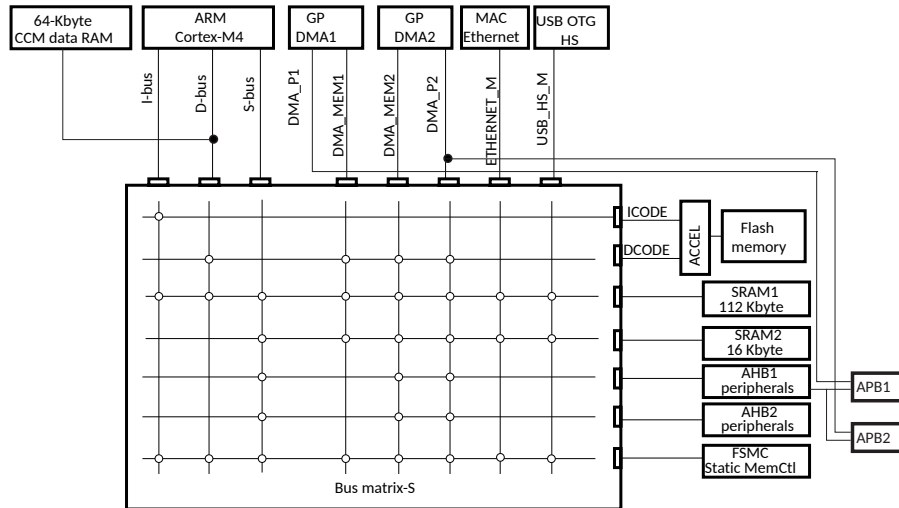 64-Kbyte
CCM data RAM
ARM
Cortex-M4
GP
DMA1
GP
DMA2
MAC
Ethernet
USB OTG
HS
I-bus
D-bus
S-bus
DMA_P1
DMA_MEM1
DMA_MEM2
DMA_P2
ETHERNET_M
USB_HS_M
ICODE
DCODE
ACCEL
Flash
memory
SRAM1
112 Kbyte
SRAM2
16 Kbyte
AHB1
peripherals
APB1
AHB2
peripherals
APB2
FSMC
Static MemCtl
Bus matrix-S